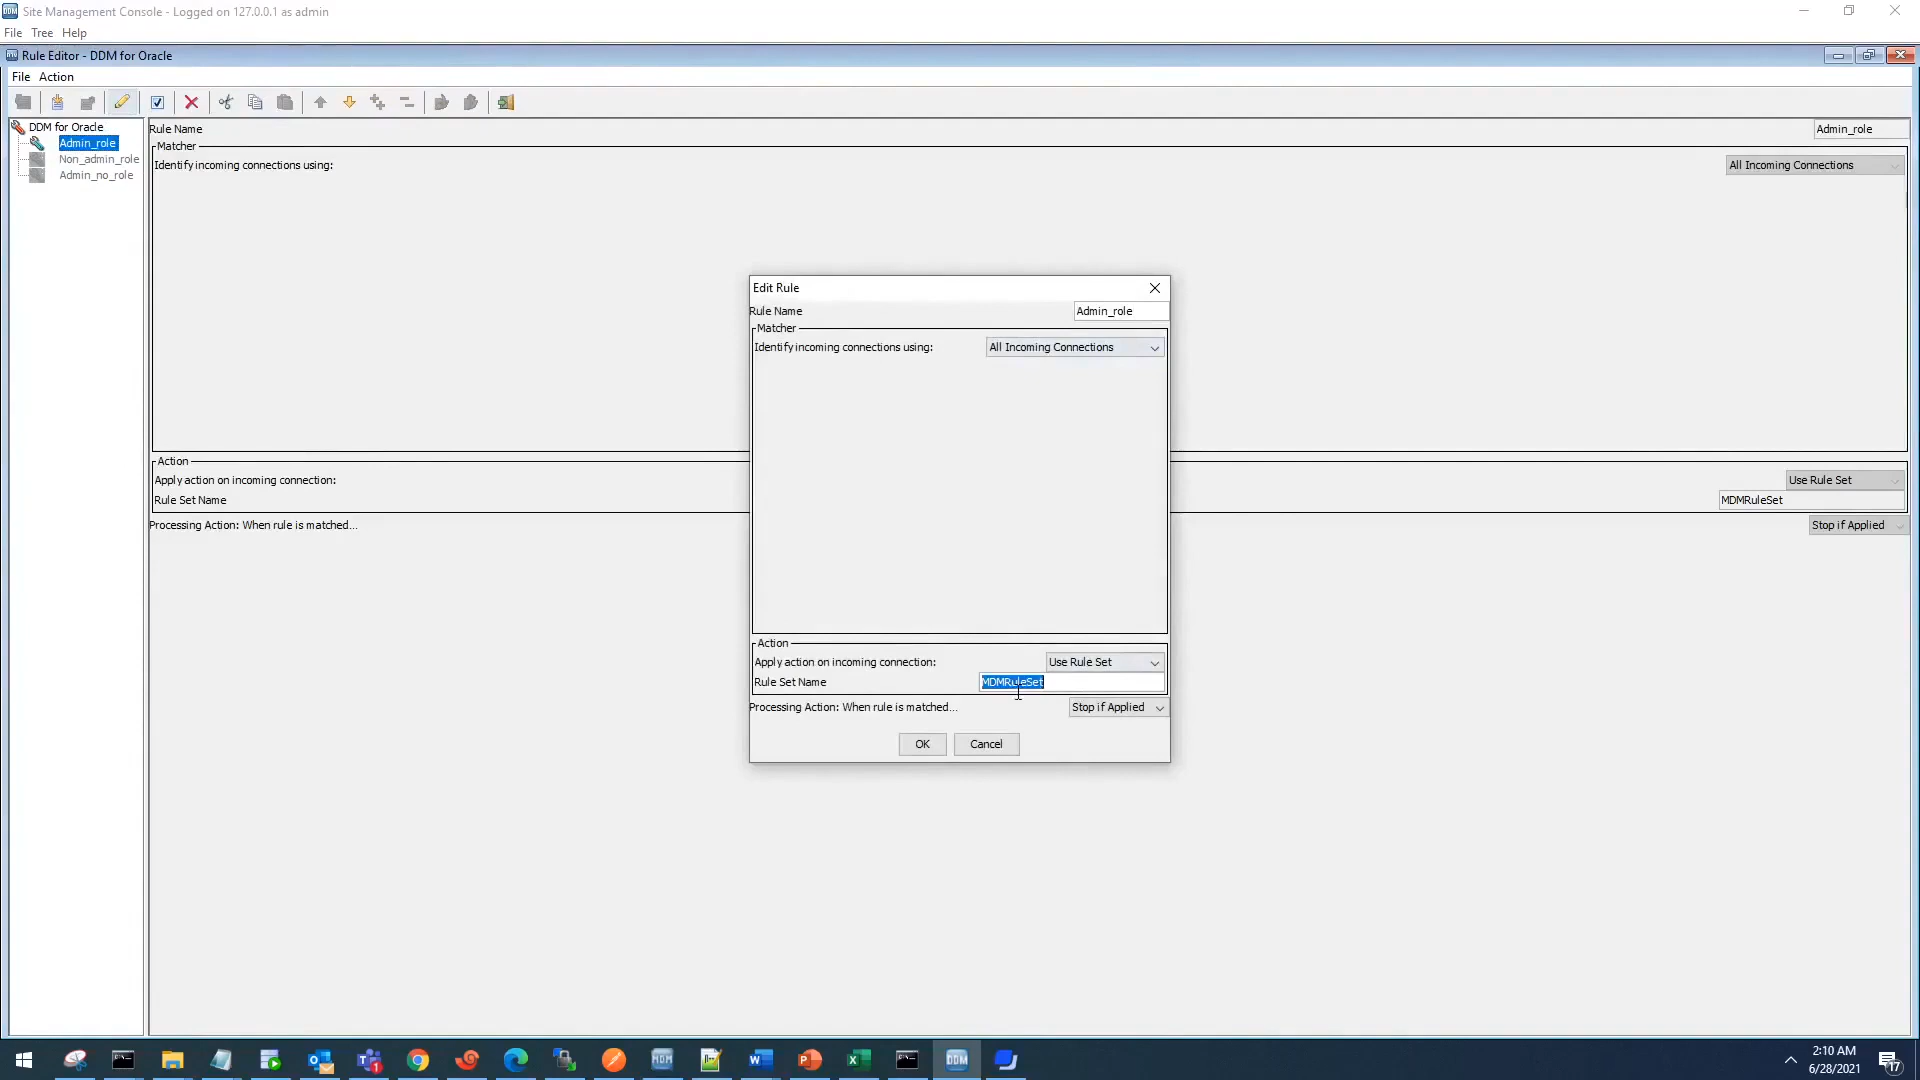 Site Management Console - Logged on 127.0.0.1 as admin
File Tree Help
Rule Editor - DDM for Oracle
File Action
DDM for Oracle
Admin_role
Non_admin_role
Admin_no_role
Rule Name
Admin_role
Matcher
Identify incoming connections using:
All Incoming Connections
Action
Apply action on incoming connection:
Use Rule Set
Rule Set Name
MDMRuleSet
Processing Action: When rule is matched...
Stop if Applied
Edit Rule
Rule Name
Admin_role
Matcher
Identify incoming connections using:
All Incoming Connections
Action
Apply action on incoming connection:
Use Rule Set
Rule Set Name
MDMRuleSet
Processing Action: When rule is matched...
Stop if Applied
OK
Cancel
MDM
DDM
2:10 AM
6/28/2021
17